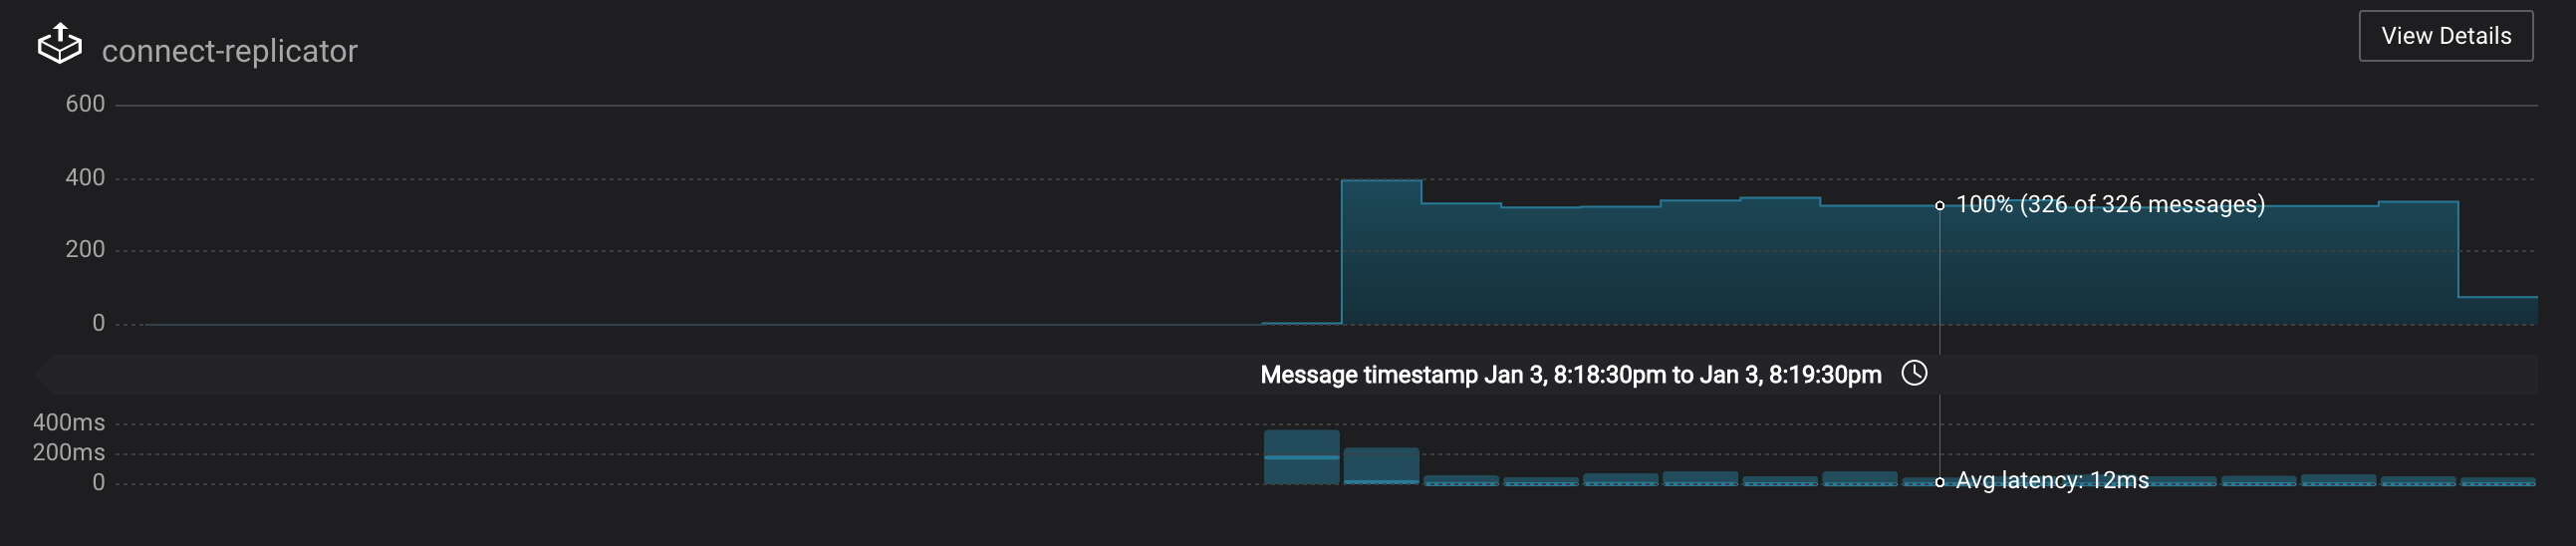 connect-replicator
View Details
600
400
100% (326 of 326 messages)
200
0
Message timestamp Jan 3, 8:18:30pm to Jan 3, 8:19:30pm
400ms
200ms
0
Avg latency: 12ms